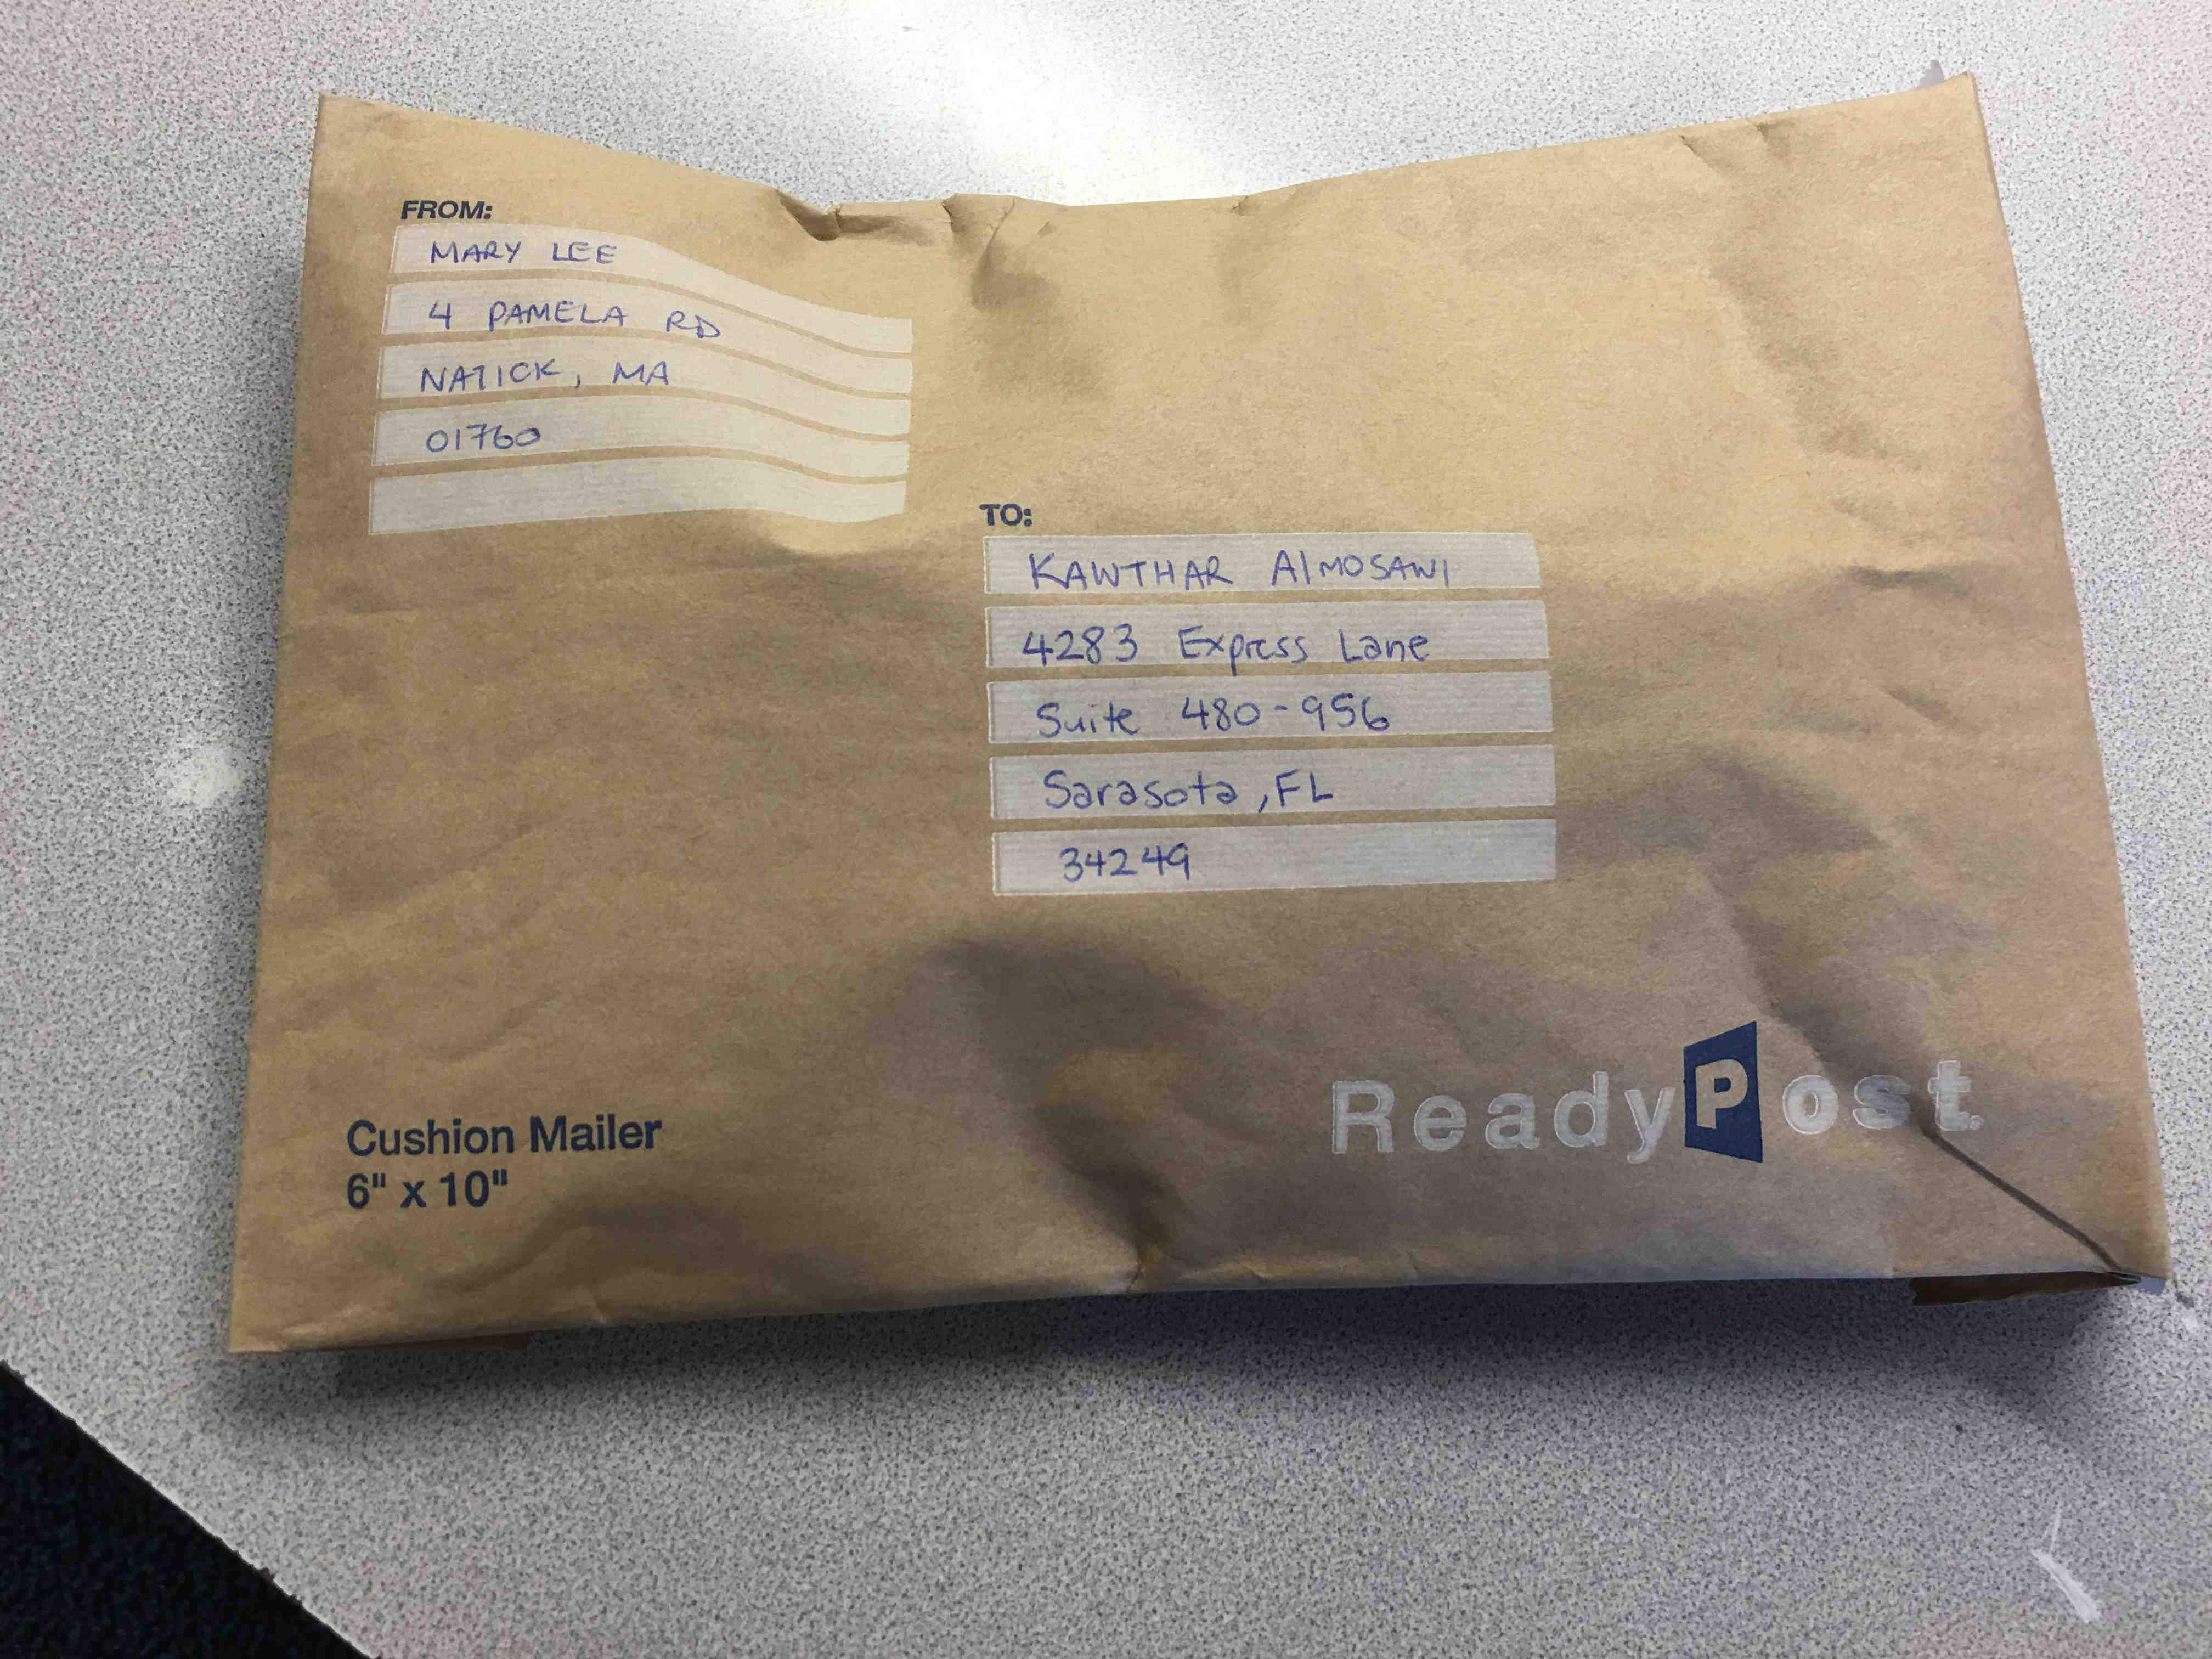 FROM:
MARY LEE
4 PAMELA RD
NATICK, MA
01760
TO:
KAWTHAR AlMOSAWI
4283 Express Lane
Suite 480-956
Sarasota, FL
34249
Cushion Mailer
6" x 10"
ReadyPost